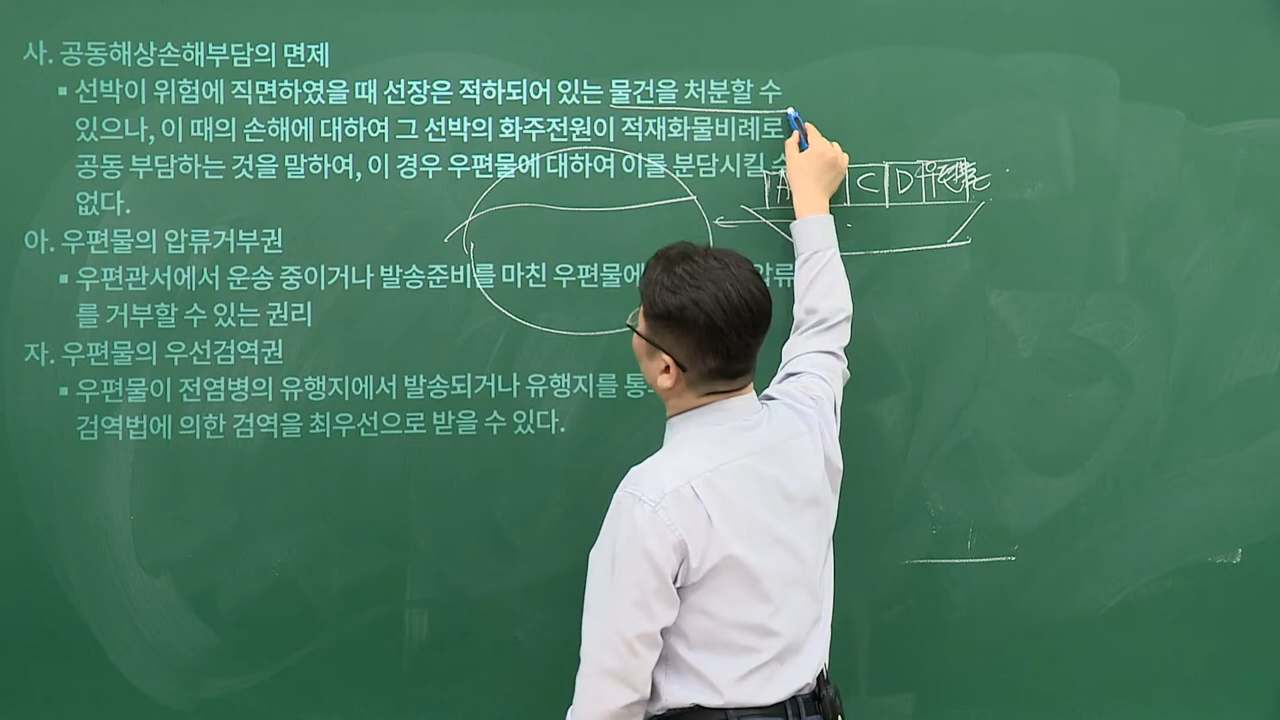 사. 공동해상손해부담의 면제
▪ 선박이 위험에 직면하였을 때 선장은 적하되어 있는 물건을 처분할 수
있으나, 이 때의 손해에 대하여 그 선박의 화주전원이 적재화물비례로
공동 부담하는 것을 말하여, 이 경우 우편물에 대하여 이를 분담시킬 수
없다.
A C D 우편물
아. 우편물의 압류거부권
▪ 우편관서에서 운송 중이거나 발송준비를 마친 우편물에 압류
를 거부할 수 있는 권리
자. 우편물의 우선검역권
▪ 우편물이 전염병의 유행지에서 발송되거나 유행지를
검역법에 의한 검역을 최우선으로 받을 수 있다.